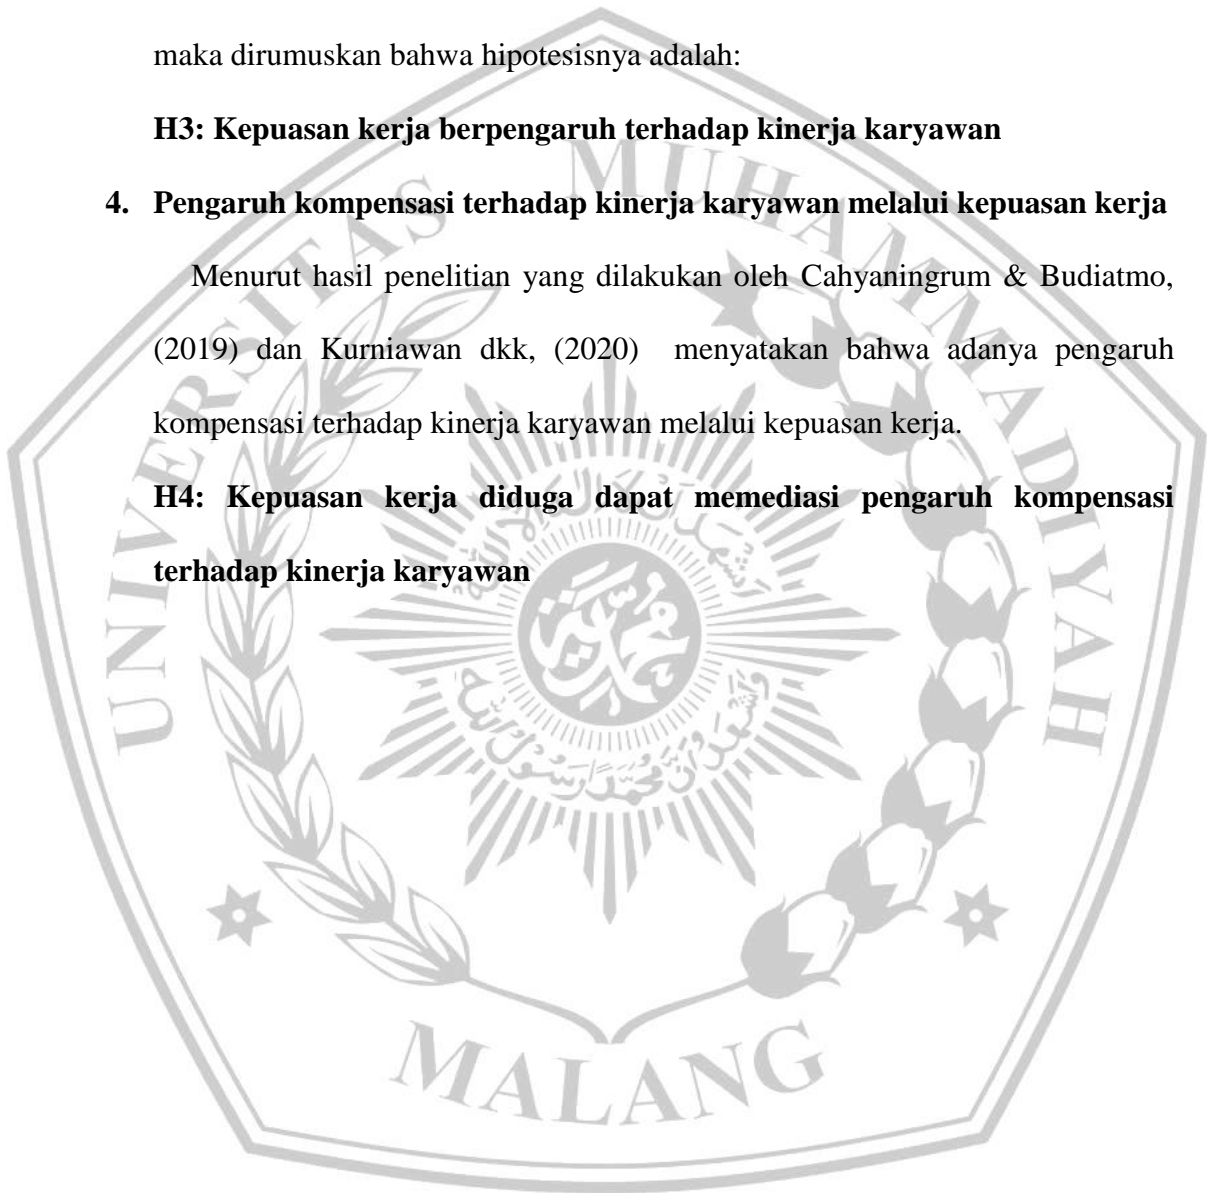 maka dirumuskan bahwa hipotesisnya adalah:
H3: Kepuasan kerja berpengaruh terhadap kinerja karyawan
4. Pengaruh kompensasi terhadap kinerja karyawan melalui kepuasan kerja
Menurut hasil penelitian yang dilakukan oleh Cahyaningrum & Budiatmo,
(2019) dan Kurniawan dkk, (2020) menyatakan bahwa adanya pengaruh
kompensasi terhadap kinerja karyawan melalui kepuasan kerja.
H4: Kepuasan kerja diduga dapat memediasi pengaruh kompensasi
terhadap kinerja karyawan
UNIVERSITAS MUHAMMADIYAH
MALANG